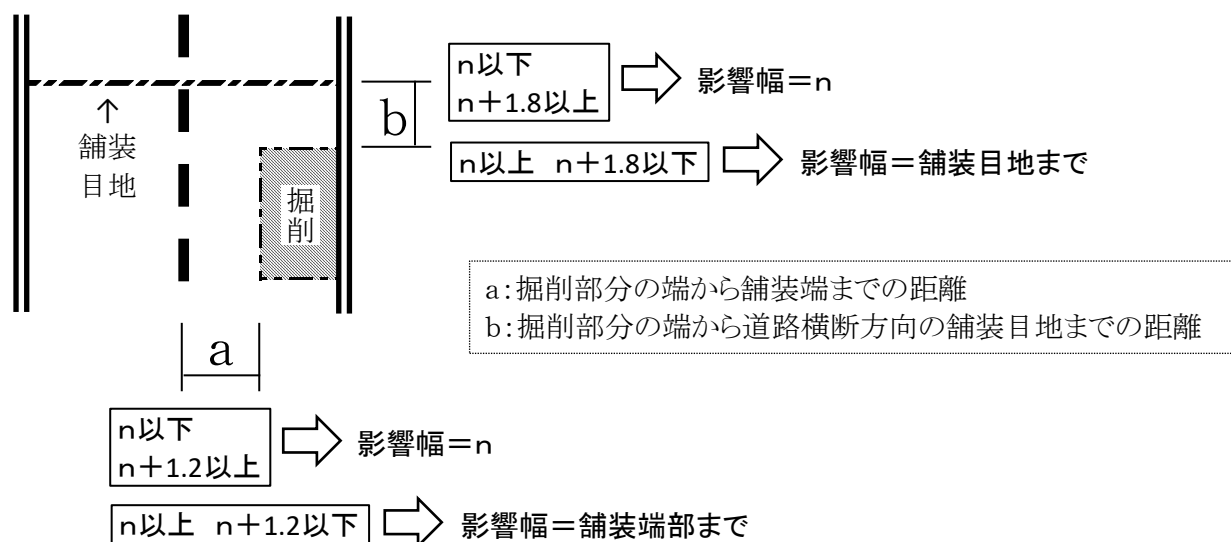 n以下
n＋1.8以上
影響幅＝n
↑
舗装
目地
b
n以上 n＋1.8以下
影響幅＝舗装目地まで
掘
削
a：掘削部分の端から舗装端までの距離
b：掘削部分の端から道路横断方向の舗装目地までの距離
a
n以下
n＋1.2以上
影響幅＝n
n以上 n＋1.2以下
影響幅＝舗装端部まで